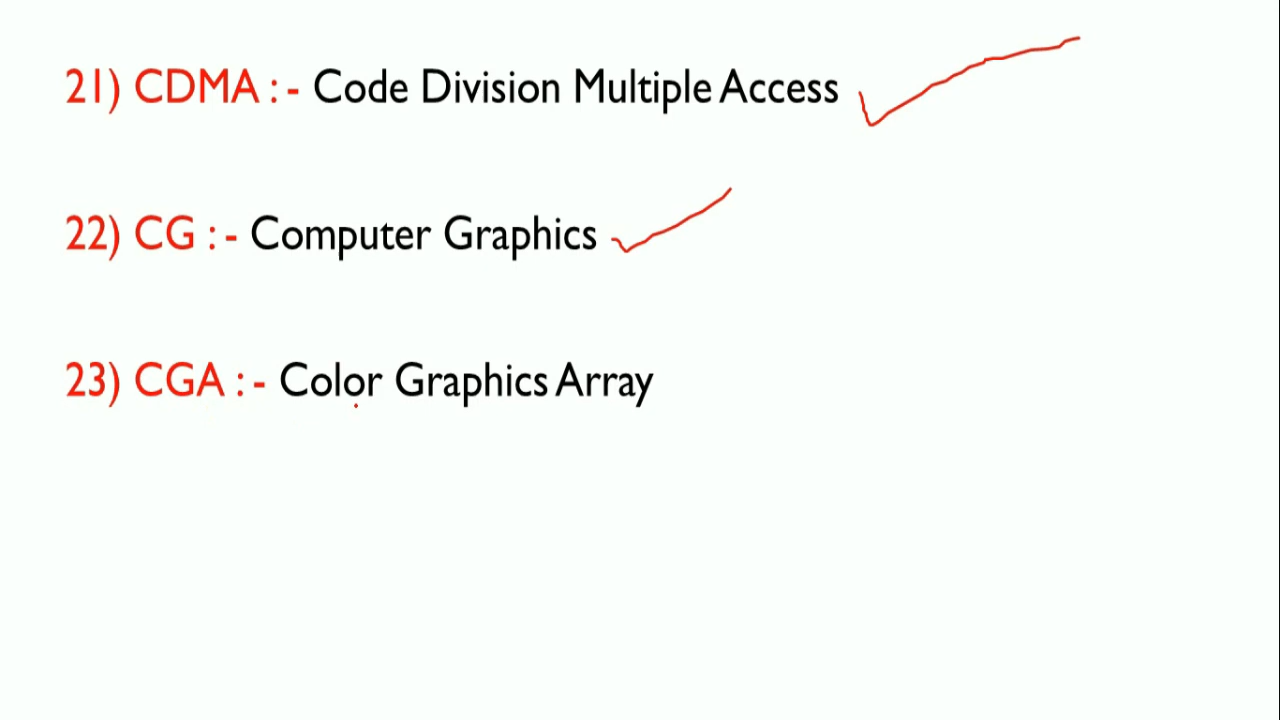 21) CDMA : - Code Division Multiple Access
22) CG : - Computer Graphics
23) CGA : - Color Graphics Array